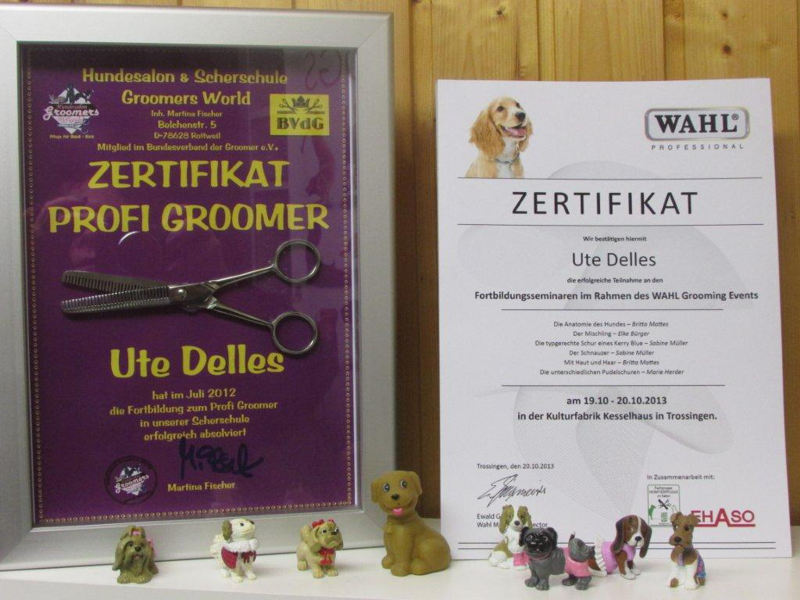 Hundesalon & Scherschule
Groomers World
Inh. Martina Fischer
Belchenstr. 5
D-78628 Rottweil
Mitglied im Bundesverband der Groomer e.V.
Groomers
BVdG
ZERTIFIKAT
PROFI GROOMER
Ute Delles
hat im Juli 2012
die Fortbildung zum Profi Groomer
in unserer Scherschule
erfolgreich absolviert
Groomers
Martina Fischer
WAHL®
PROFESSIONAL
ZERTIFIKAT
Wir bestätigen hiermit
Ute Delles
die erfolgreiche Teilnahme an den
Fortbildungsseminaren im Rahmen des WAHL Grooming Events
Die Anatomie des Hundes – Britta Mattes
Der Mischling – Elke Bürger
Die typgerechte Schur eines Kerry Blue – Sabine Müller
Der Schnauzer – Sabine Müller
Mit Haut und Haar – Britta Mattes
Die unterschiedlichen Pudelschuren – Marie Herder
am 19.10 - 20.10.2013
in der Kulturfabrik Kesselhaus in Trossingen.
Trossingen, den 20.10.2013
Ewald
Wahl
In Zusammenarbeit mit:
EHASO